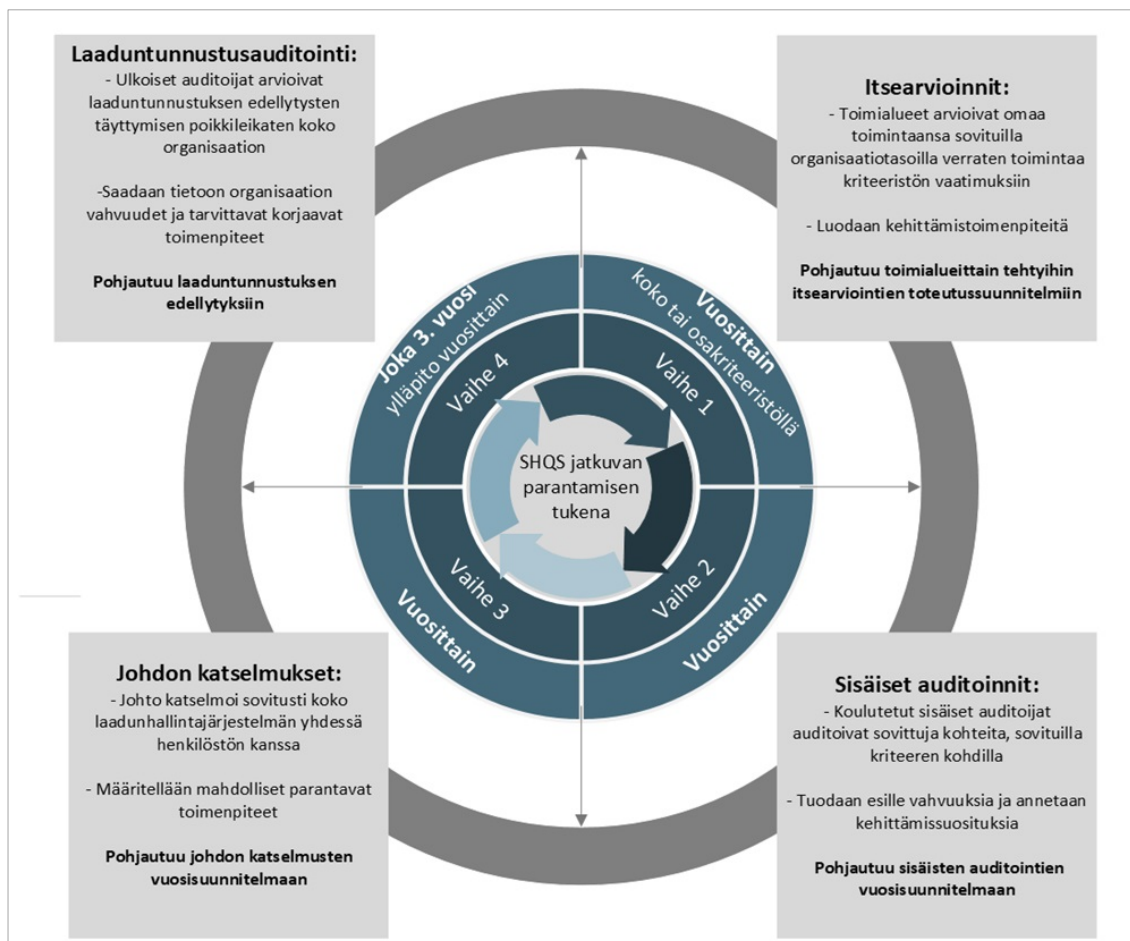 Laaduntunnustusauditointi:
- Ulkoiset auditoijat arvioivat
laaduntunnustuksen edellytysten
täyttymisen poikkileikaten koko
organisaation
-Saadaan tietoon organisaation
vahvuudet ja tarvittavat korjaavat
toimenpiteet
Pohjautuu laaduntunnustuksen
edellytyksiin
Itsearvioinnit:
- Toimialueet arvioivat omaa
toimintaansa sovituilla
organisaatiotasoilla verraten toimintaa
kriteeristön vaatimuksiin
- Luodaan kehittämistoimenpiteitä
Pohjautuu toimialueittain tehtyihin
itsearviointien toteutussuunnitelmiin
Joka 3. vuosi
ylläpito vuosittain
Vaihe 4
Vuosittain
koko tai osakriteeristöllä
Vaihe 1
SHQS jatkuvan
parantamisen
tukena
Vaihe 3
Vuosittain
Vaihe 2
Vuosittain
Johdon katselmukset:
- Johto katselmoi sovitusti koko
laadunhallintajärjestelmän yhdessä
henkilöstön kanssa
- Määritellään mahdolliset parantavat
toimenpiteet
Pohjautuu johdon katselmusten
vuosisuunnitelmaan
Sisäiset auditoinnit:
- Koulutetut sisäiset auditoijat
auditoivat sovittuja kohteita, sovituilla
kriteeren kohdilla
- Tuodaan esille vahvuuksia ja annetaan
kehittämissuosituksia
Pohjautuu sisäisten auditointien
vuosisuunnitelmaan